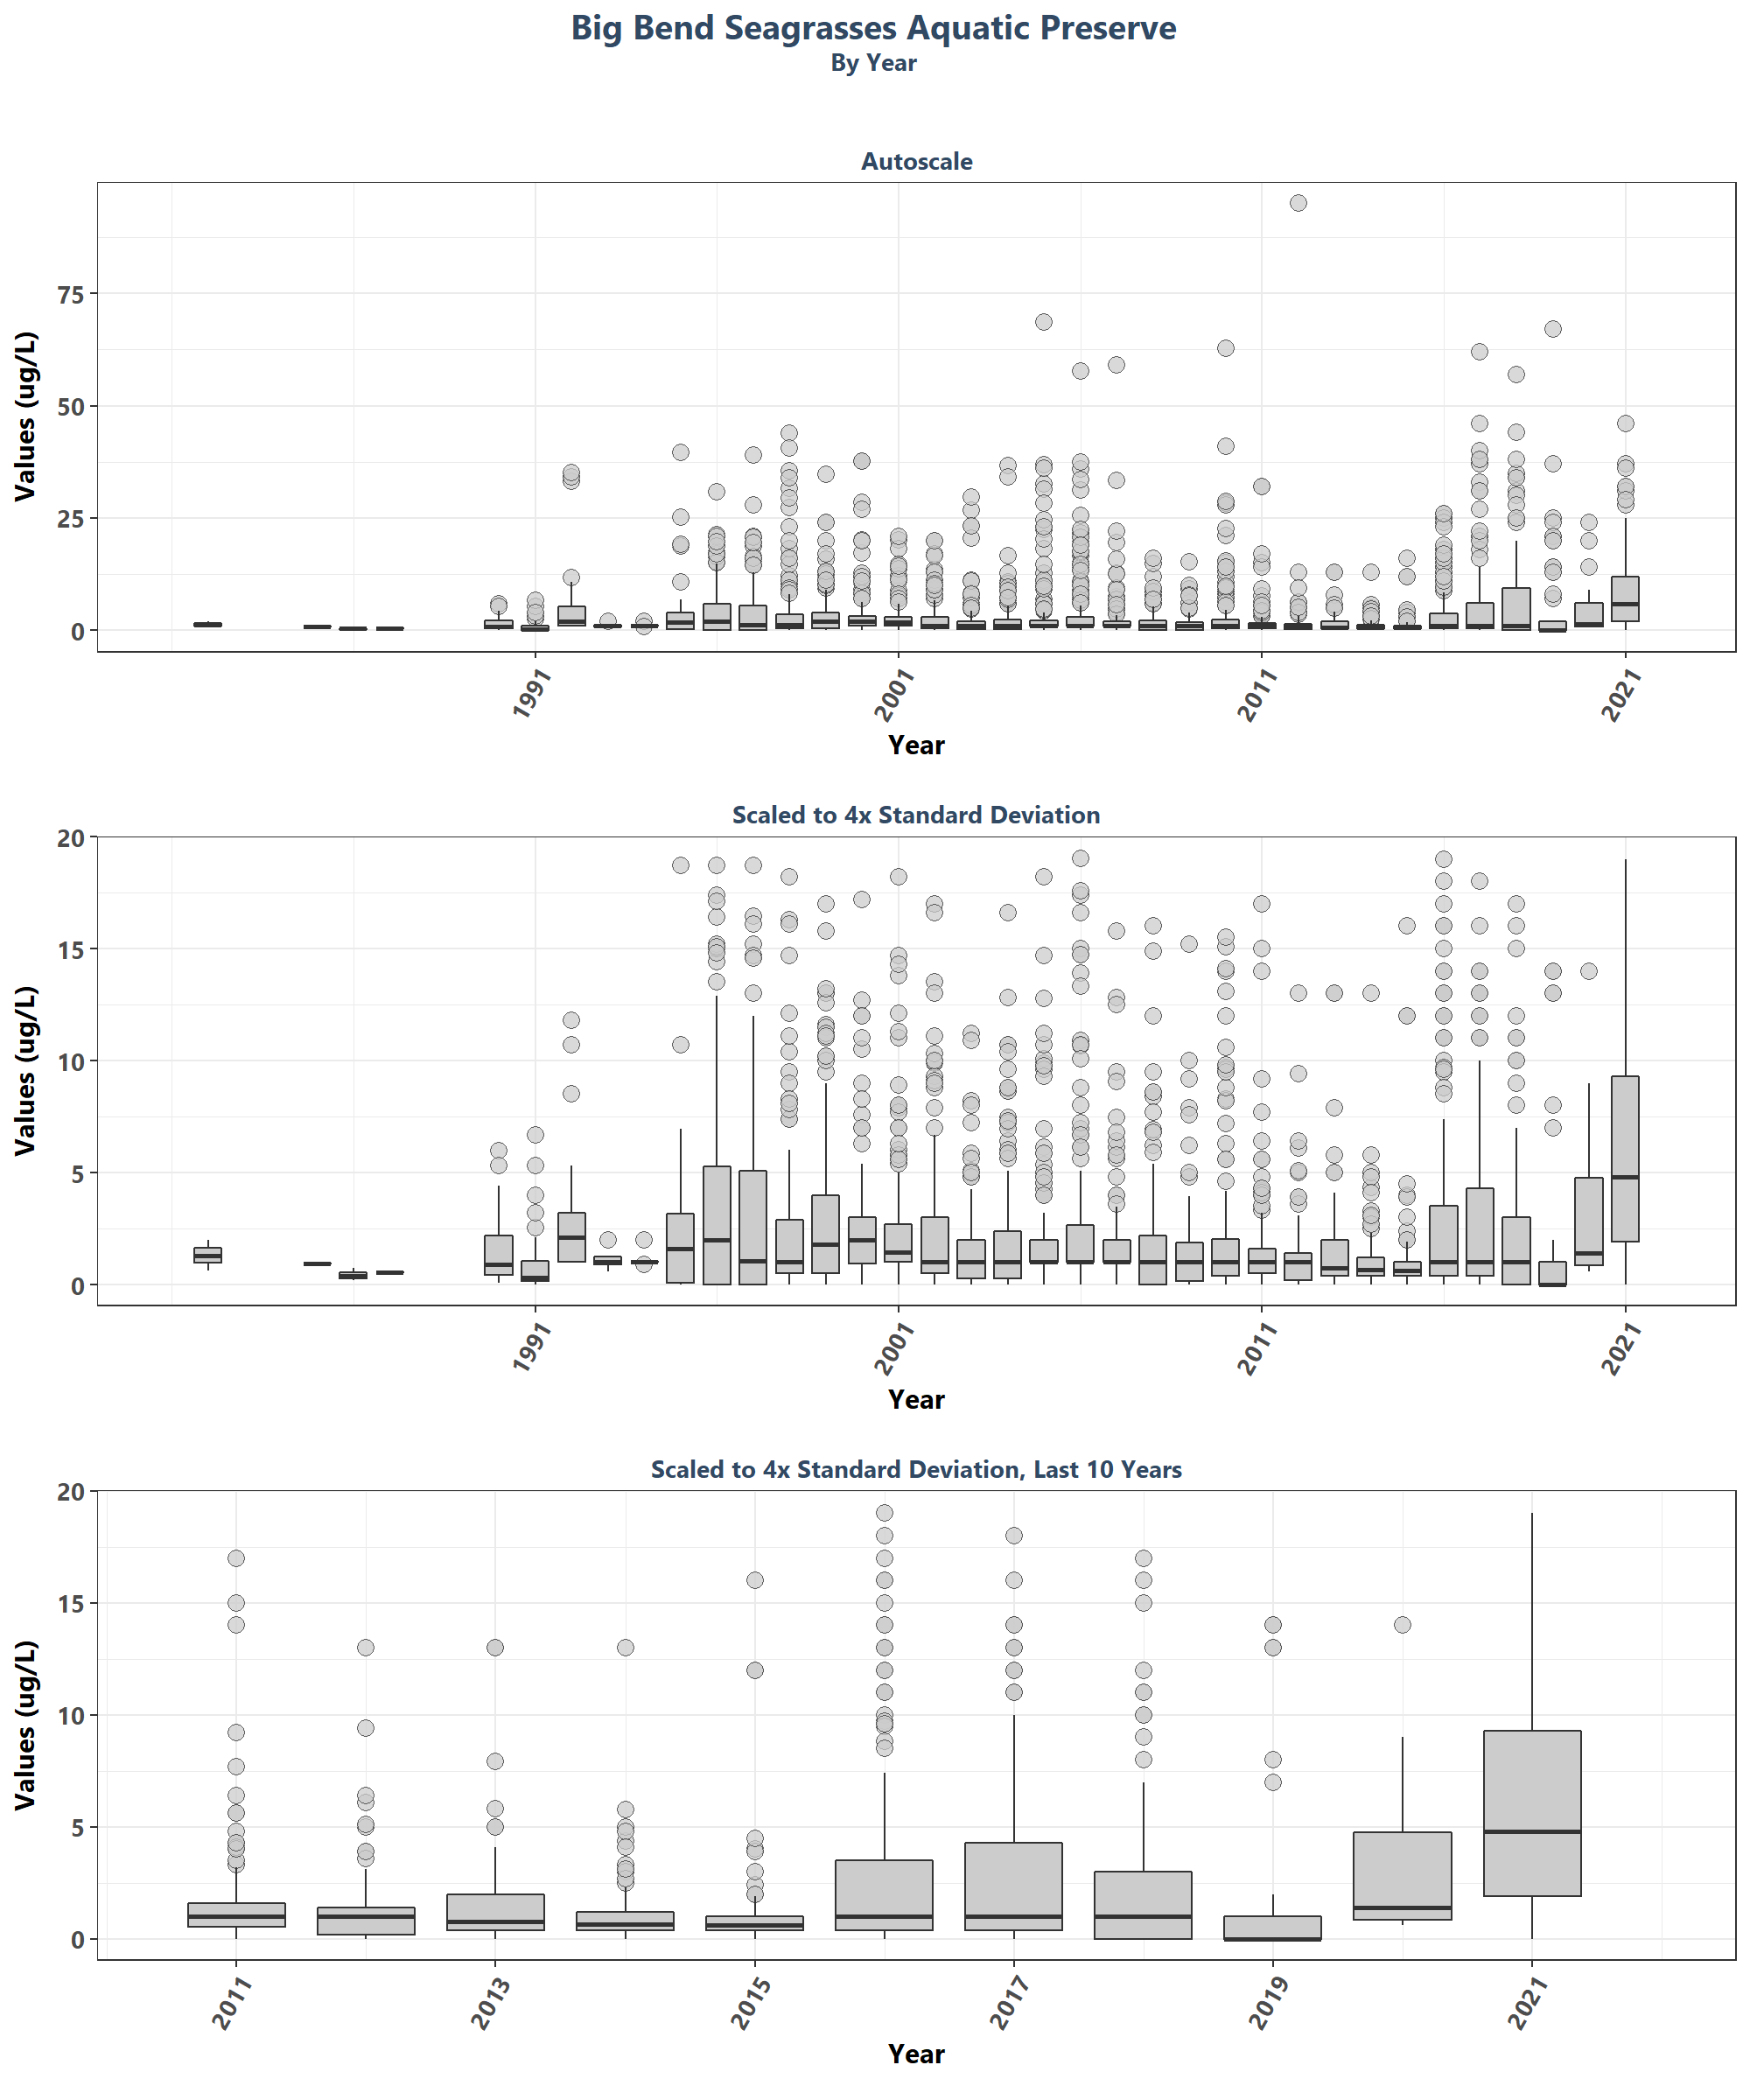 Big Bend Seagrasses Aquatic Preserve
By Year
Autoscale
Values (ug/L)
75
50
25
0
1991
2001
2011
2021
Year
Scaled to 4x Standard Deviation
Values (ug/L)
20
15
10
5
0
1991
2001
2011
2021
Year
Scaled to 4x Standard Deviation, Last 10 Years
Values (ug/L)
20
15
10
5
0
2011
2013
2015
2017
2019
2021
Year